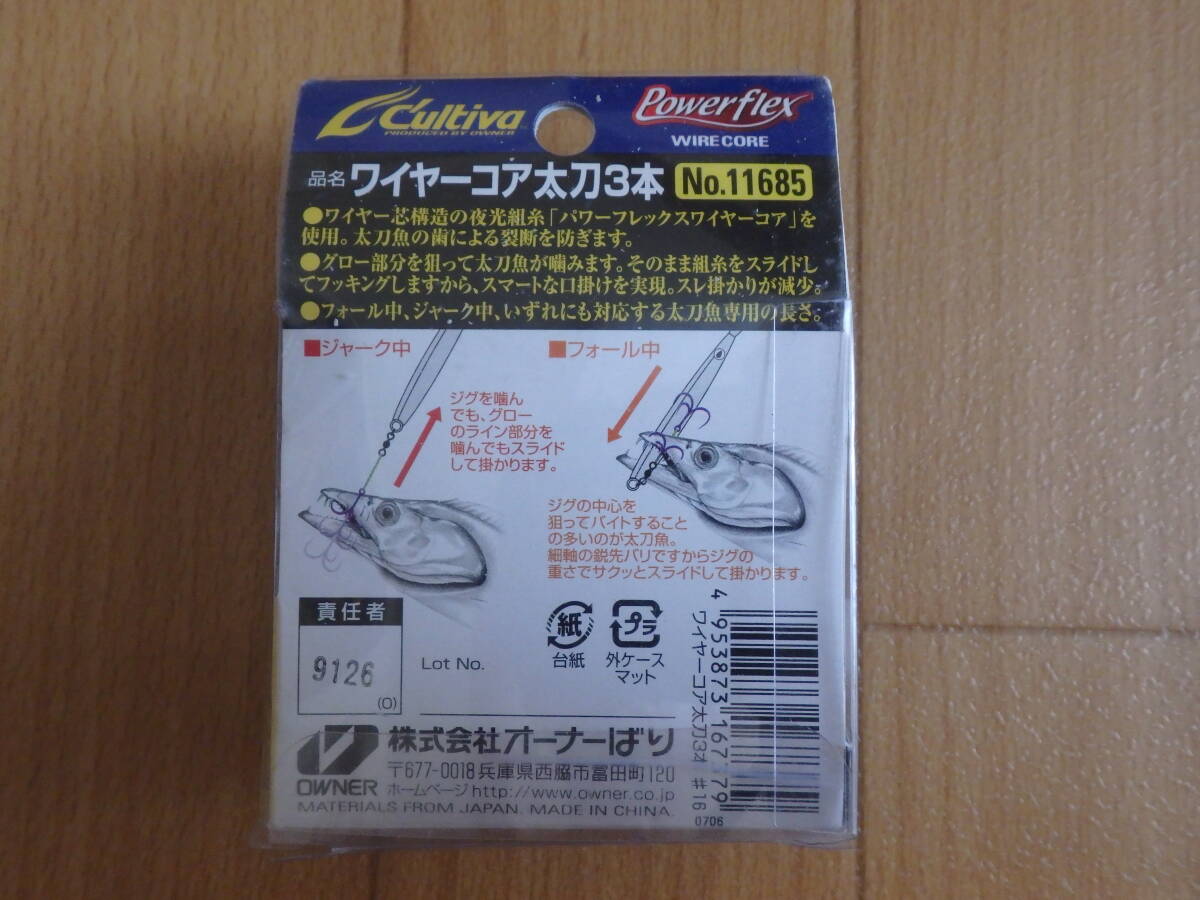 Cultiva
PRODUCED BY OWNER
Powerflex
WIRE CORE
品名 ワイヤーコア太刀3本 No.11685
●ワイヤー芯構造の夜光組糸「パワーフレックスワイヤーコア」を
使用。太刀魚の歯による裂断を防ぎます。
●グロー部分を狙って太刀魚が噛みます。そのまま組糸をスライドし
てフッキングしますから、スマートな口掛けを実現。スレ掛かりが減少。
●フォール中、ジャーク中、いずれにも対応する太刀魚専用の長さ。
■ジャーク中
ジグを噛ん
でも、グロー
のライン部分を
噛んでもスライド
して掛かります。
■フォール中
ジグの中心を
狙ってバイトすること
の多いのが太刀魚。
細軸の鋭先バリですからジグの
重さでサクッとスライドして掛かります。
責任者
9126
(O)
Lot No.
紙
台紙
プラ
外ケース
マット
4 953873 167179
ワイヤーコア太刀3本 #16
0706
OWNER
株式会社オーナーばり
〒677-0018 兵庫県西脇市富田町120
ホームページ http://www.owner.co.jp
MATERIALS FROM JAPAN. MADE IN CHINA.